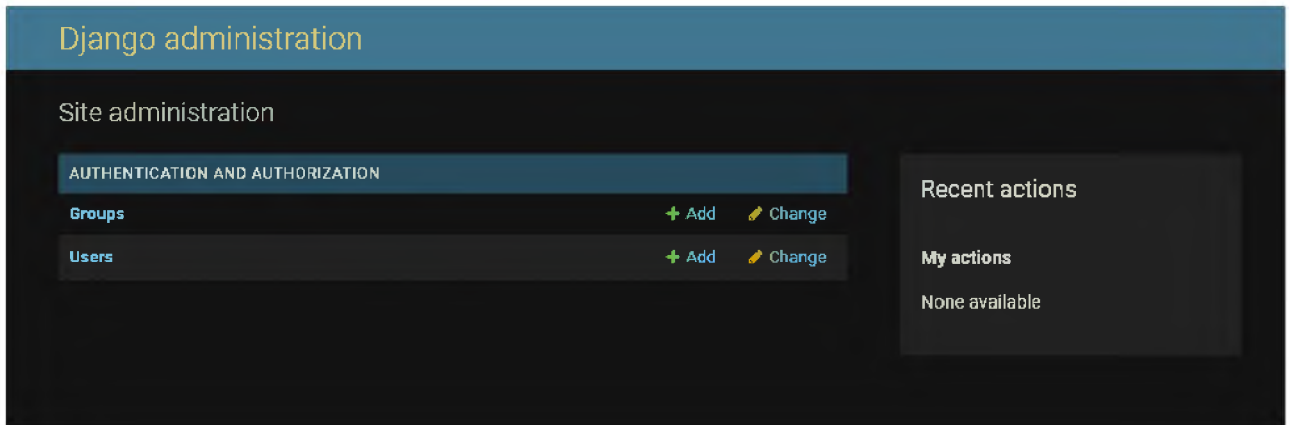 Django administration
Site administration
AUTHENTICATION AND AUTHORIZATION
Groups Add Change
Users Add Change
Recent actions
My actions
None available